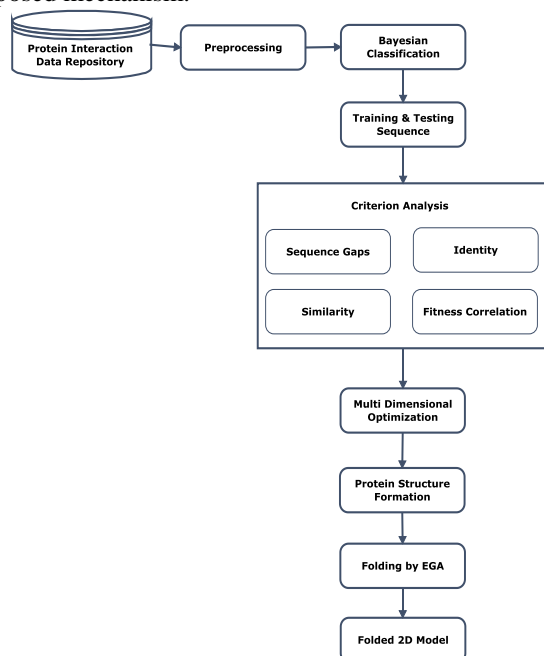 Protein Interaction
Data Repository
Preprocessing
Bayesian
Classification
Training & Testing
Sequence
Criterion Analysis
Sequence Gaps
Identity
Similarity
Fitness Correlation
Multi Dimensional
Optimization
Protein Structure
Formation
Folding by EGA
Folded 2D Model